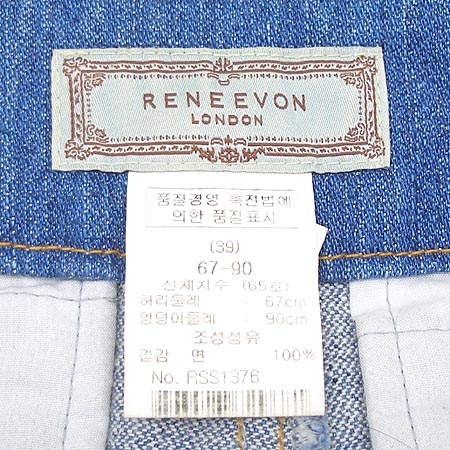 RENEEVON
LONDON
품질경영 촉진법에
의한 품질표시
(39)
67-90
신체치수 (65호)
허리둘레 : 67cm
엉덩이둘레 : 90cm
조성섬유
겉감 면 100%
No. RSS1376